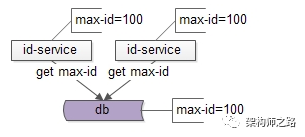 max-id=100
max-id=100
id-service
id-service
get max-id
get max-id
db
max-id=100
架构师之路